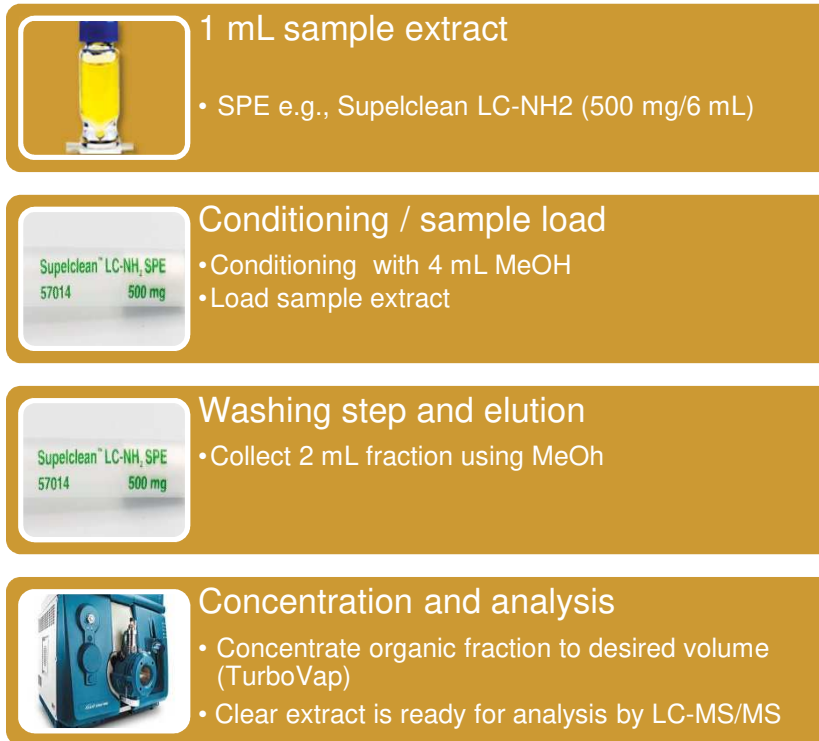 1 mL sample extract
• SPE e.g., Supelclean LC-NH2 (500 mg/6 mL)
Conditioning / sample load
Supelclean™ LC-NH₂ SPE
57014 500 mg
• Conditioning with 4 mL MeOH
• Load sample extract
Washing step and elution
Supelclean™ LC-NH₂ SPE
57014 500 mg
• Collect 2 mL fraction using MeOh
Concentration and analysis
• Concentrate organic fraction to desired volume
(TurboVap)
• Clear extract is ready for analysis by LC-MS/MS